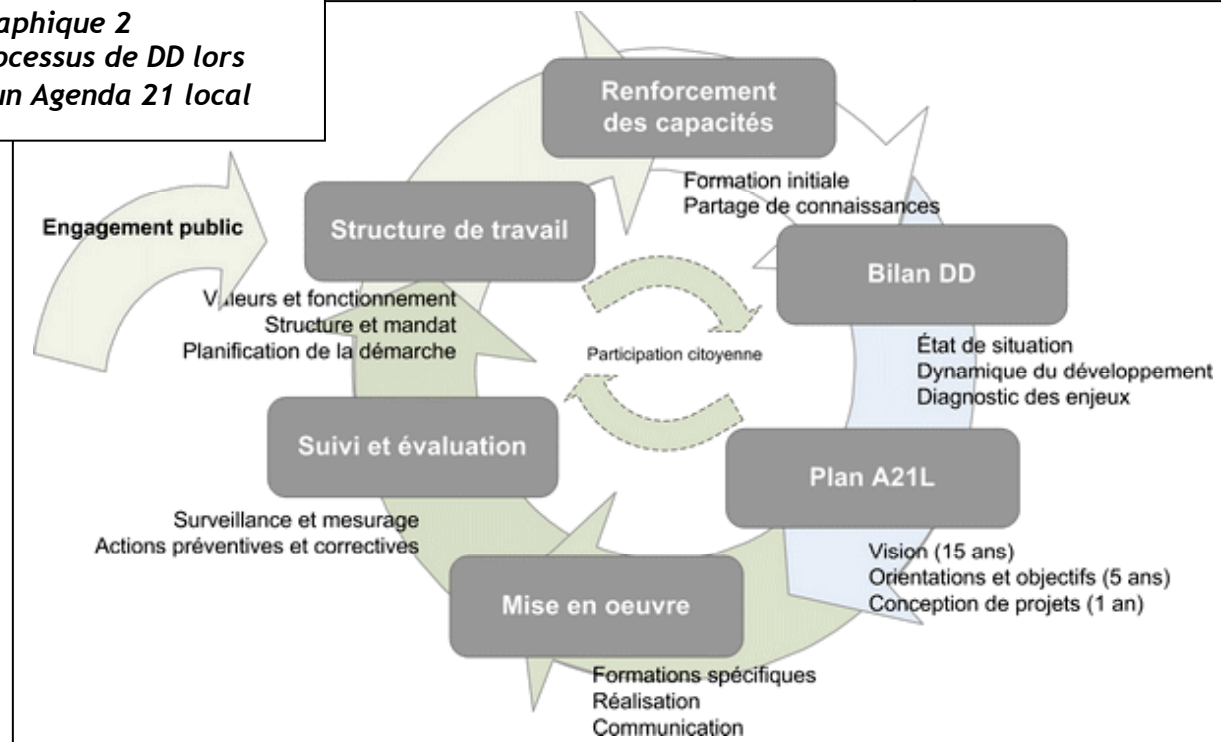 aphique 2
ocessus de DD lors
un Agenda 21 local
Engagement public
Structure de travail
Valeurs et fonctionnement
Structure et mandat
Planification de la démarche
Renforcement
des capacités
Formation initiale
Partage de connaissances
Bilan DD
État de situation
Dynamique du développement
Diagnostic des enjeux
Participation citoyenne
Plan A21L
Vision (15 ans)
Orientations et objectifs (5 ans)
Conception de projets (1 an)
Mise en oeuvre
Formations spécifiques
Réalisation
Communication
Suivi et évaluation
Surveillance et mesurage
Actions préventives et correctives